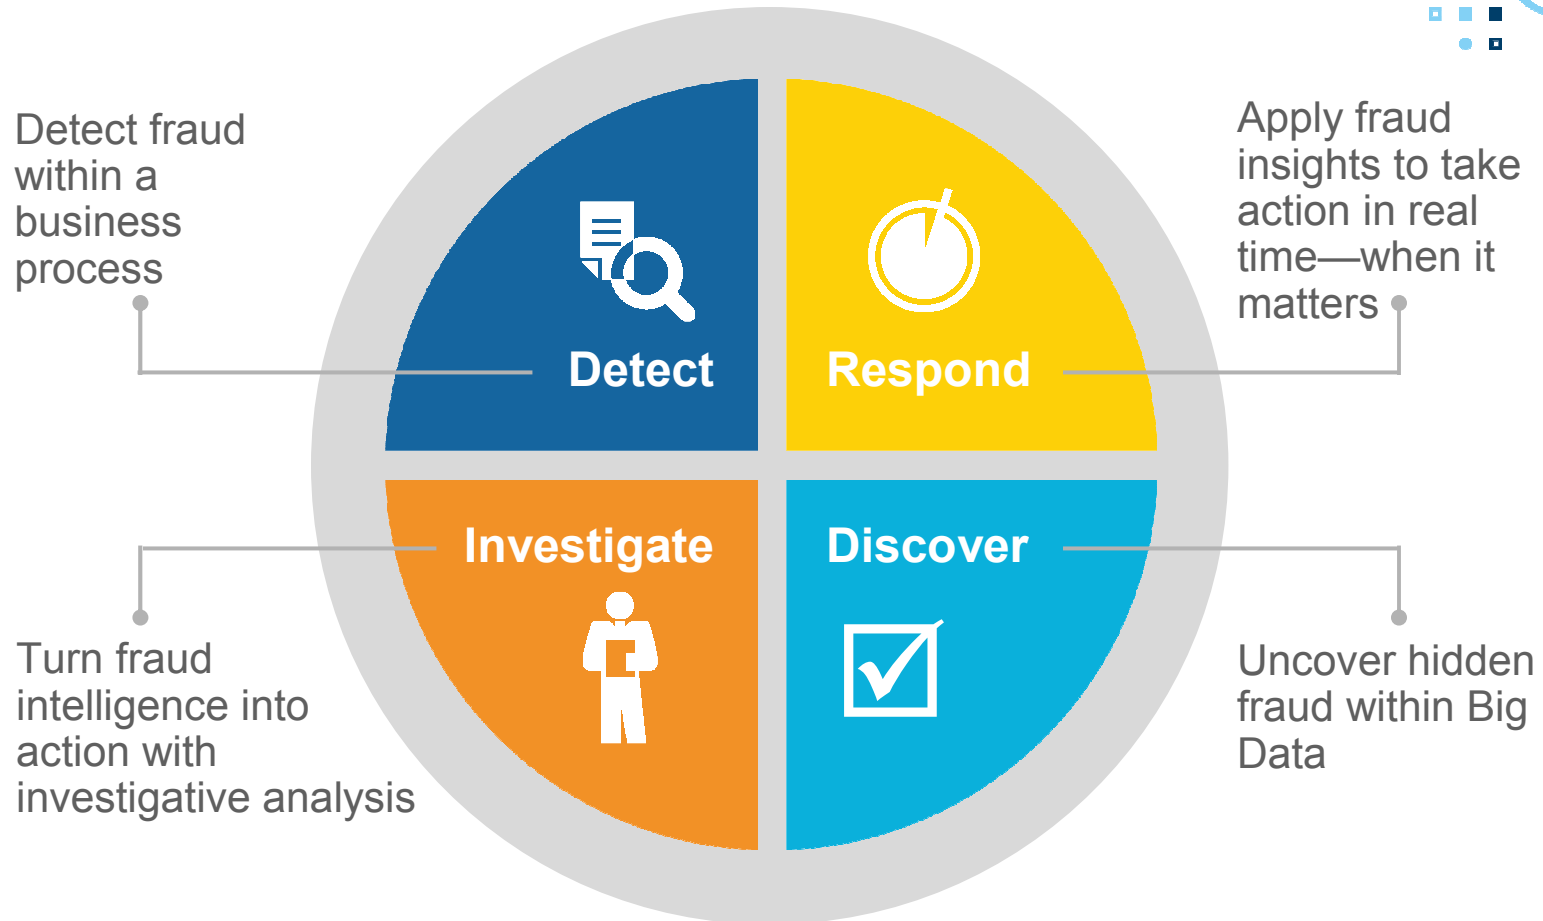 Detect fraud
within a
business
process
Detect
Respond
Apply fraud
insights to take
action in real
time—when it
matters
Investigate
Discover
Turn fraud
intelligence into
action with
investigative analysis
Uncover hidden
fraud within Big
Data